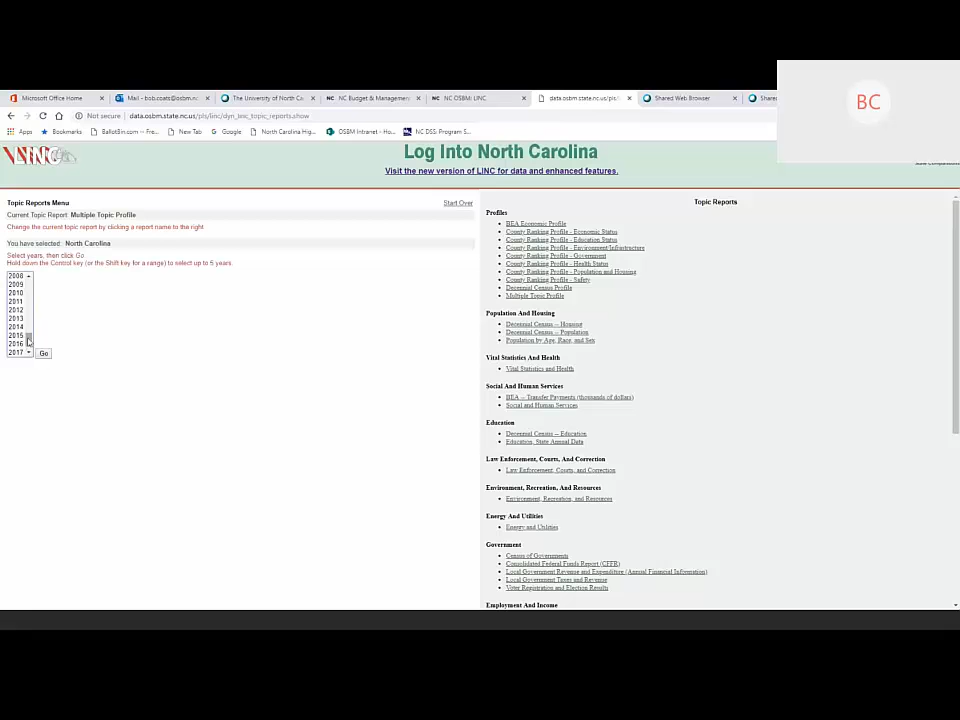 BC
Microsoft Office Home
Mail - bob.coats@osbm.nc
The University of North Ca
NC Budget & Management
NC OSBM: LINC
data.osbm.state.nc.us/pls/
Shared Web Browser
Share
Not secure
data.osbm.state.nc.us/pls/linc/dyn_linc_topic_reports.show
Apps
Bookmarks
BallotBin.com -- Fre...
New Tab
Google
North Carolina Hig...
OSBM Intranet - Ho...
NC DSS: Program S...
LINC
Log Into North Carolina
Visit the new version of LINC for data and enhanced features.
Topic Reports Menu
Start Over
Current Topic Report: Multiple Topic Profile
Change the current topic report by clicking a report name to the right
You have selected: North Carolina
Select years, then click Go
Hold down the Control key (or the Shift key for a range) to select up to 5 years.
2008
2009
2010
2011
2012
2013
2014
2015
2016
2017
Go
Topic Reports
Profiles
BEA Economic Profile
County Ranking Profile - Economic Status
County Ranking Profile - Education Status
County Ranking Profile - Environment/Infrastructure
County Ranking Profile - Government
County Ranking Profile - Health Status
County Ranking Profile - Population and Housing
County Ranking Profile - Safety
Decennial Census Profile
Multiple Topic Profile
Population And Housing
Decennial Census -- Housing
Decennial Census -- Population
Population by Age, Race, and Sex
Vital Statistics And Health
Vital Statistics and Health
Social And Human Services
BEA -- Transfer Payments (thousands of dollars)
Social and Human Services
Education
Decennial Census -- Education
Education, State Annual Data
Law Enforcement, Courts, And Correction
Law Enforcement, Courts, and Correction
Environment, Recreation, And Resources
Environment, Recreation, and Resources
Energy And Utilities
Energy and Utilities
Government
Census of Governments
Consolidated Federal Funds Report (CFFR)
Local Government Revenue and Expenditure (Annual Financial Information)
Local Government Taxes and Revenue
Voter Registration and Election Results
Employment And Income